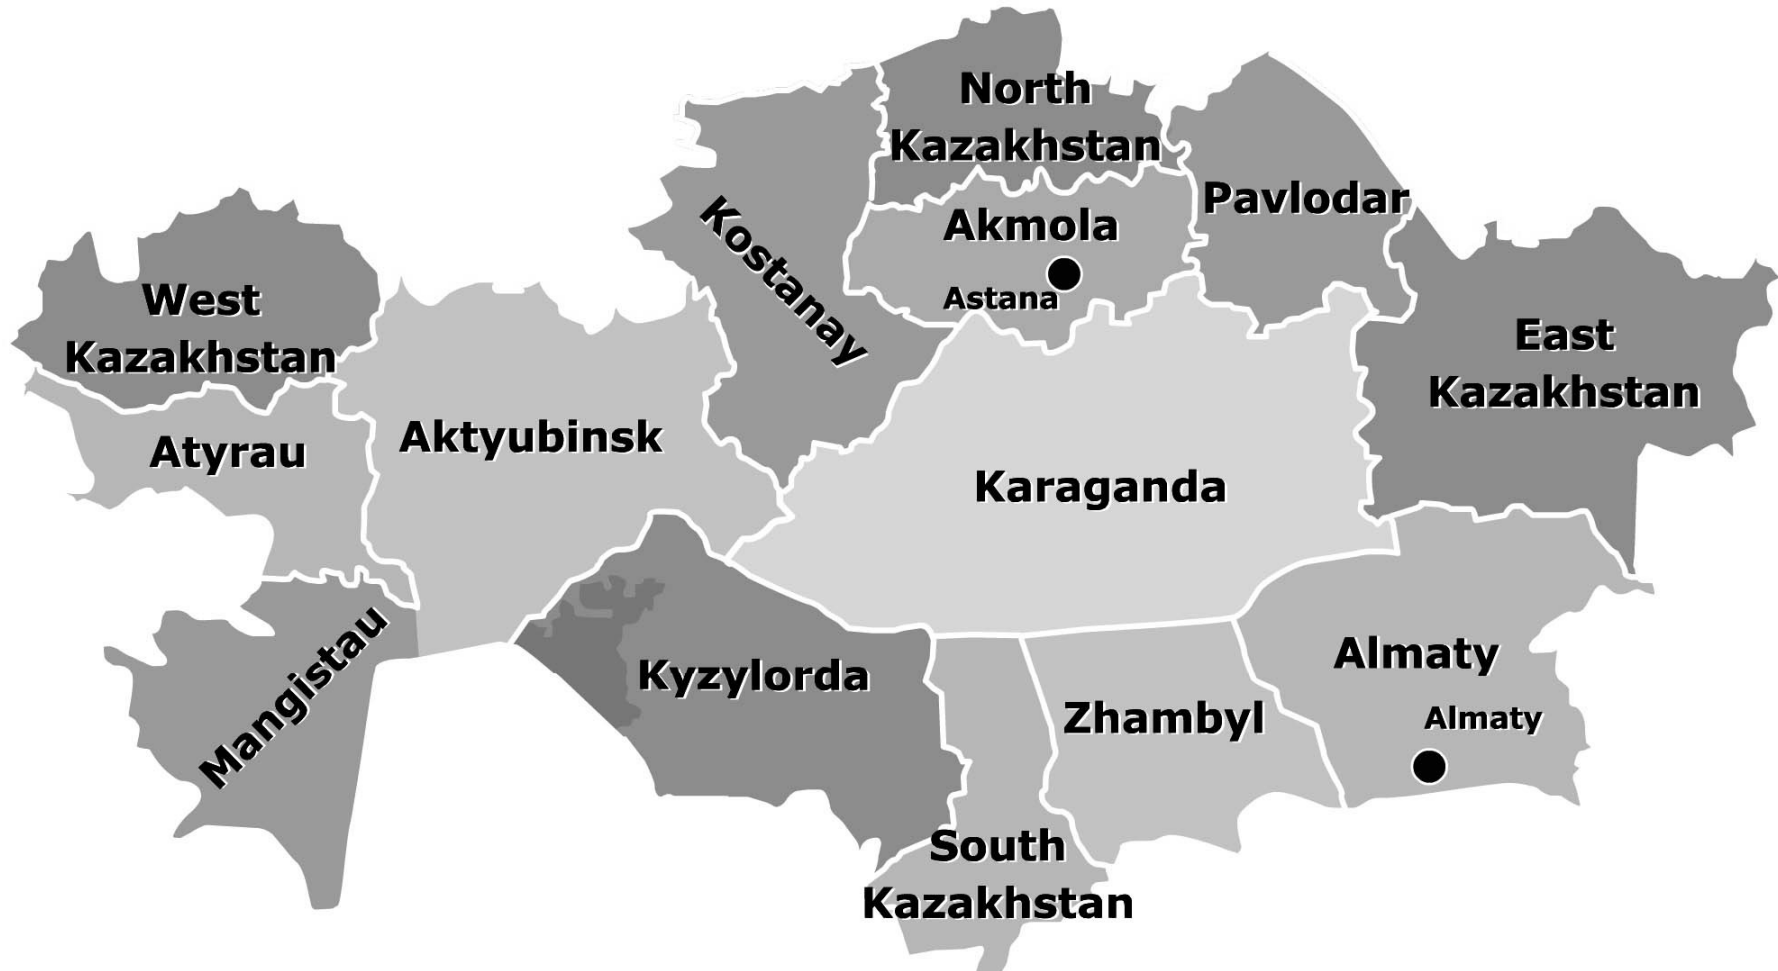 North
Kazakhstan
Pavlodar
Akmola
Kostanay
Astana
West
Kazakhstan
East
Kazakhstan
Atyrau
Aktyubinsk
Karaganda
Mangistau
Kyzylorda
Almaty
Zhambyl
Almaty
South
Kazakhstan